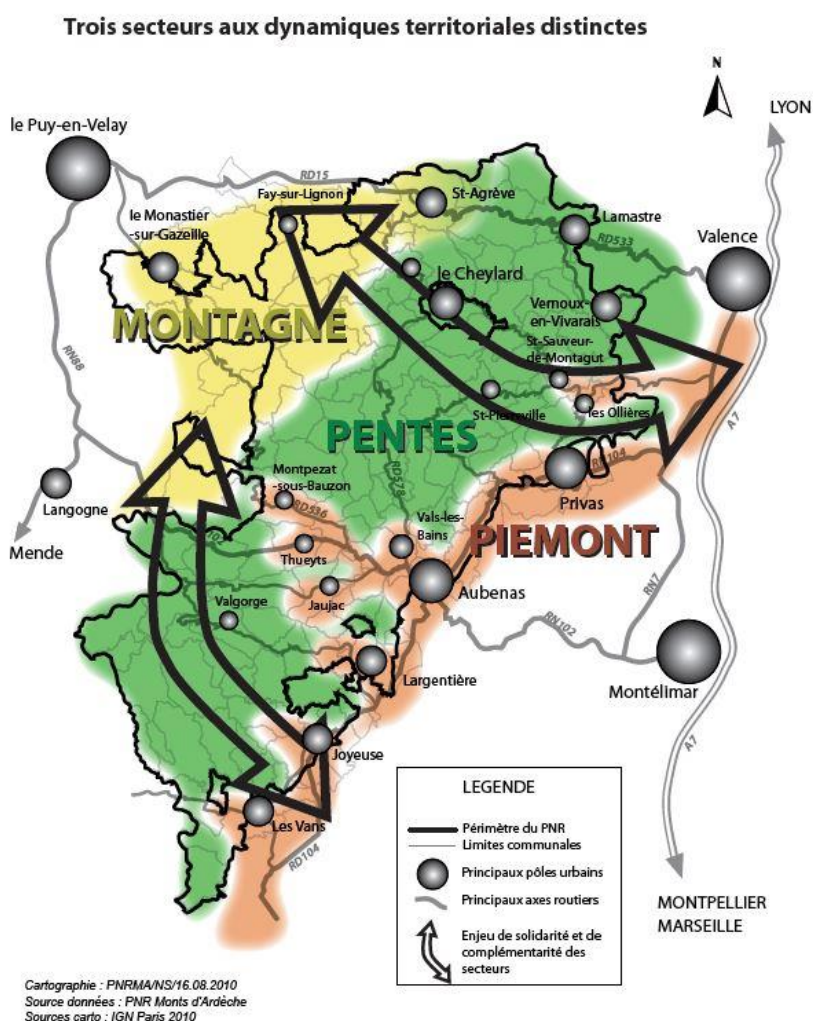 Trois secteurs aux dynamiques territoriales distinctes
N
LYON
le Puy-en-Velay
RD15
Fay-sur-Lignon
St-Agrève
le Monastier
-sur-Gazeille
Lamastre
RD533
Valence
le Cheylard
MONTAGNE
Vernoux-
en-Vivarais
St-Sauveur-
de-Montagut
RN88
St-Pierreville
les Ollières
A7
PENTES
RD104
Montpezat
-sous-Bauzon
RD578
Privas
Langogne
RD536
Vals-les-
Bains
PIEMONT
Mende
Thueyts
Aubenas
Jaujac
RN7
Valgorge
RN102
Largentière
Montélimar
Joyeuse
A7
Les Vans
RD104
LEGENDE
Périmètre du PNR
Limites communales
Principaux pôles urbains
Principaux axes routiers
Enjeu de solidarité et de
complémentarité des
secteurs
MONTPELLIER
MARSEILLE
Cartographie : PNRMA/NS/16.08.2010
Source données : PNR Monts d'Ardèche
Sources carto : IGN Paris 2010